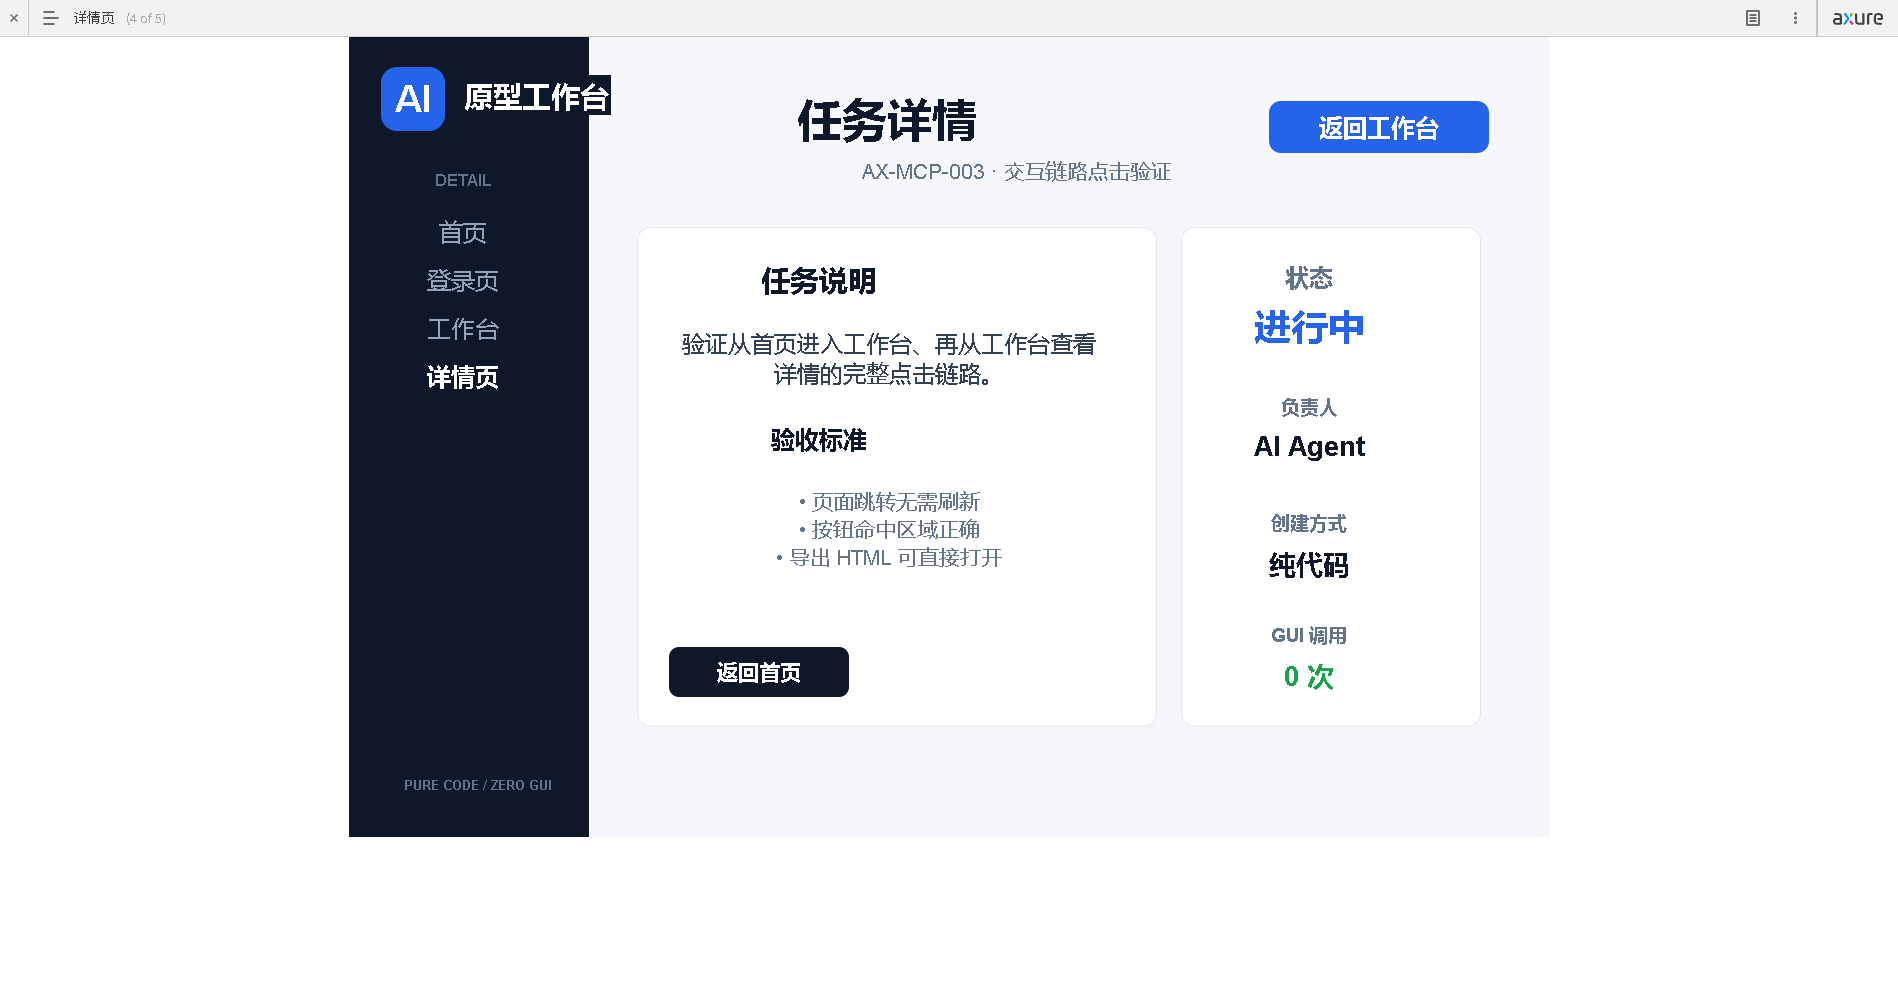 详情页 (4 of 5)
axure
AI 原型工作台
DETAIL
首页
登录页
工作台
详情页
PURE CODE / ZERO GUI
任务详情
AX-MCP-003 · 交互链路点击验证
返回工作台
任务说明
验证从首页进入工作台、再从工作台查看
详情的完整点击链路。
验收标准
• 页面跳转无需刷新
• 按钮命中区域正确
• 导出 HTML 可直接打开
返回首页
状态
进行中
负责人
AI Agent
创建方式
纯代码
GUI 调用
0 次